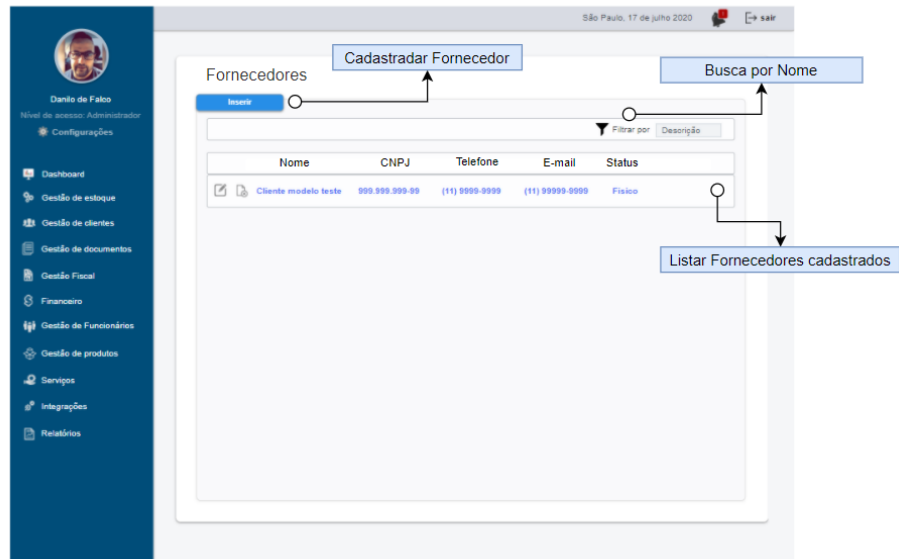 São Paulo, 17 de julho 2020
sair
Danilo de Falco
Nível de acesso: Administrador
Configurações
Dashboard
Gestão de estoque
Gestão de clientes
Gestão de documentos
Gestão Fiscal
Financeiro
Gestão de Funcionários
Gestão de produtos
Serviços
Integrações
Relatórios
Fornecedores
Cadastradar Fornecedor
Busca por Nome
Inserir
Filtrar por Descrição
Nome CNPJ Telefone E-mail Status
Cliente modelo teste 999.999.999-99 (11) 9999-9999 (11) 99999-9999 Físico
Listar Fornecedores cadastrados